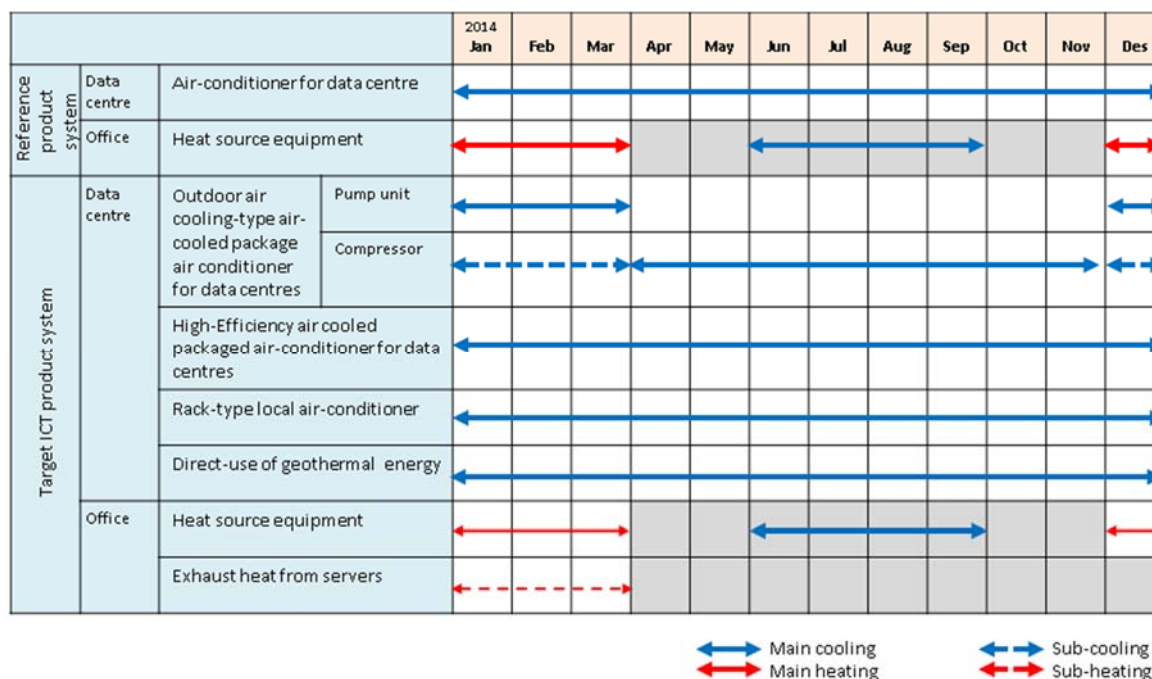 2014
Jan Feb Mar Apr May Jun Jul Aug Sep Oct Nov Des
Reference
product
system
Data
centre
Air-conditioner for data centre
Office
Heat source equipment
Target ICT product system
Data
centre
Outdoor air
cooling-type air-
cooled package
air conditioner
for data centres
Pump unit
Compressor
High-Efficiency air cooled
packaged air-conditioner for data
centres
Rack-type local air-conditioner
Direct-use of geothermal energy
Office
Heat source equipment
Exhaust heat from servers
Main cooling
Sub-cooling
Main heating
Sub-heating